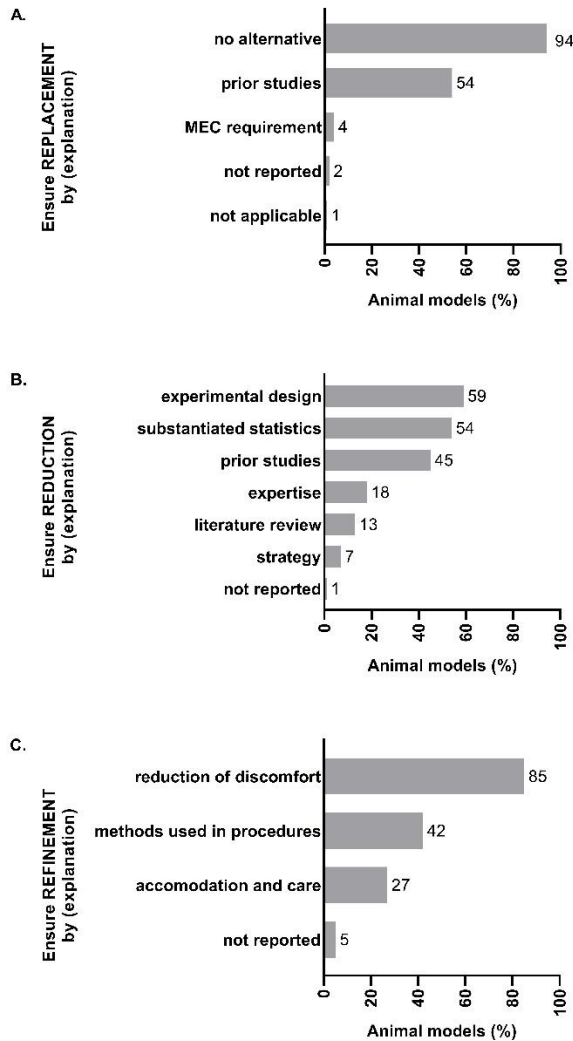 A.
Ensure REPLACEMENT
by (explanation)
no alternative 94
prior studies 54
MEC requirement 4
not reported 2
not applicable 1
0 20 40 60 80 100
Animal models (%)
B.
Ensure REDUCTION
by (explanation)
experimental design 59
substantiated statistics 54
prior studies 45
expertise 18
literature review 13
strategy 7
not reported 1
0 20 40 60 80 100
Animal models (%)
C.
Ensure REFINEMENT
by (explanation)
reduction of discomfort 85
methods used in procedures 42
accomodation and care 27
not reported 5
0 20 40 60 80 100
Animal models (%)